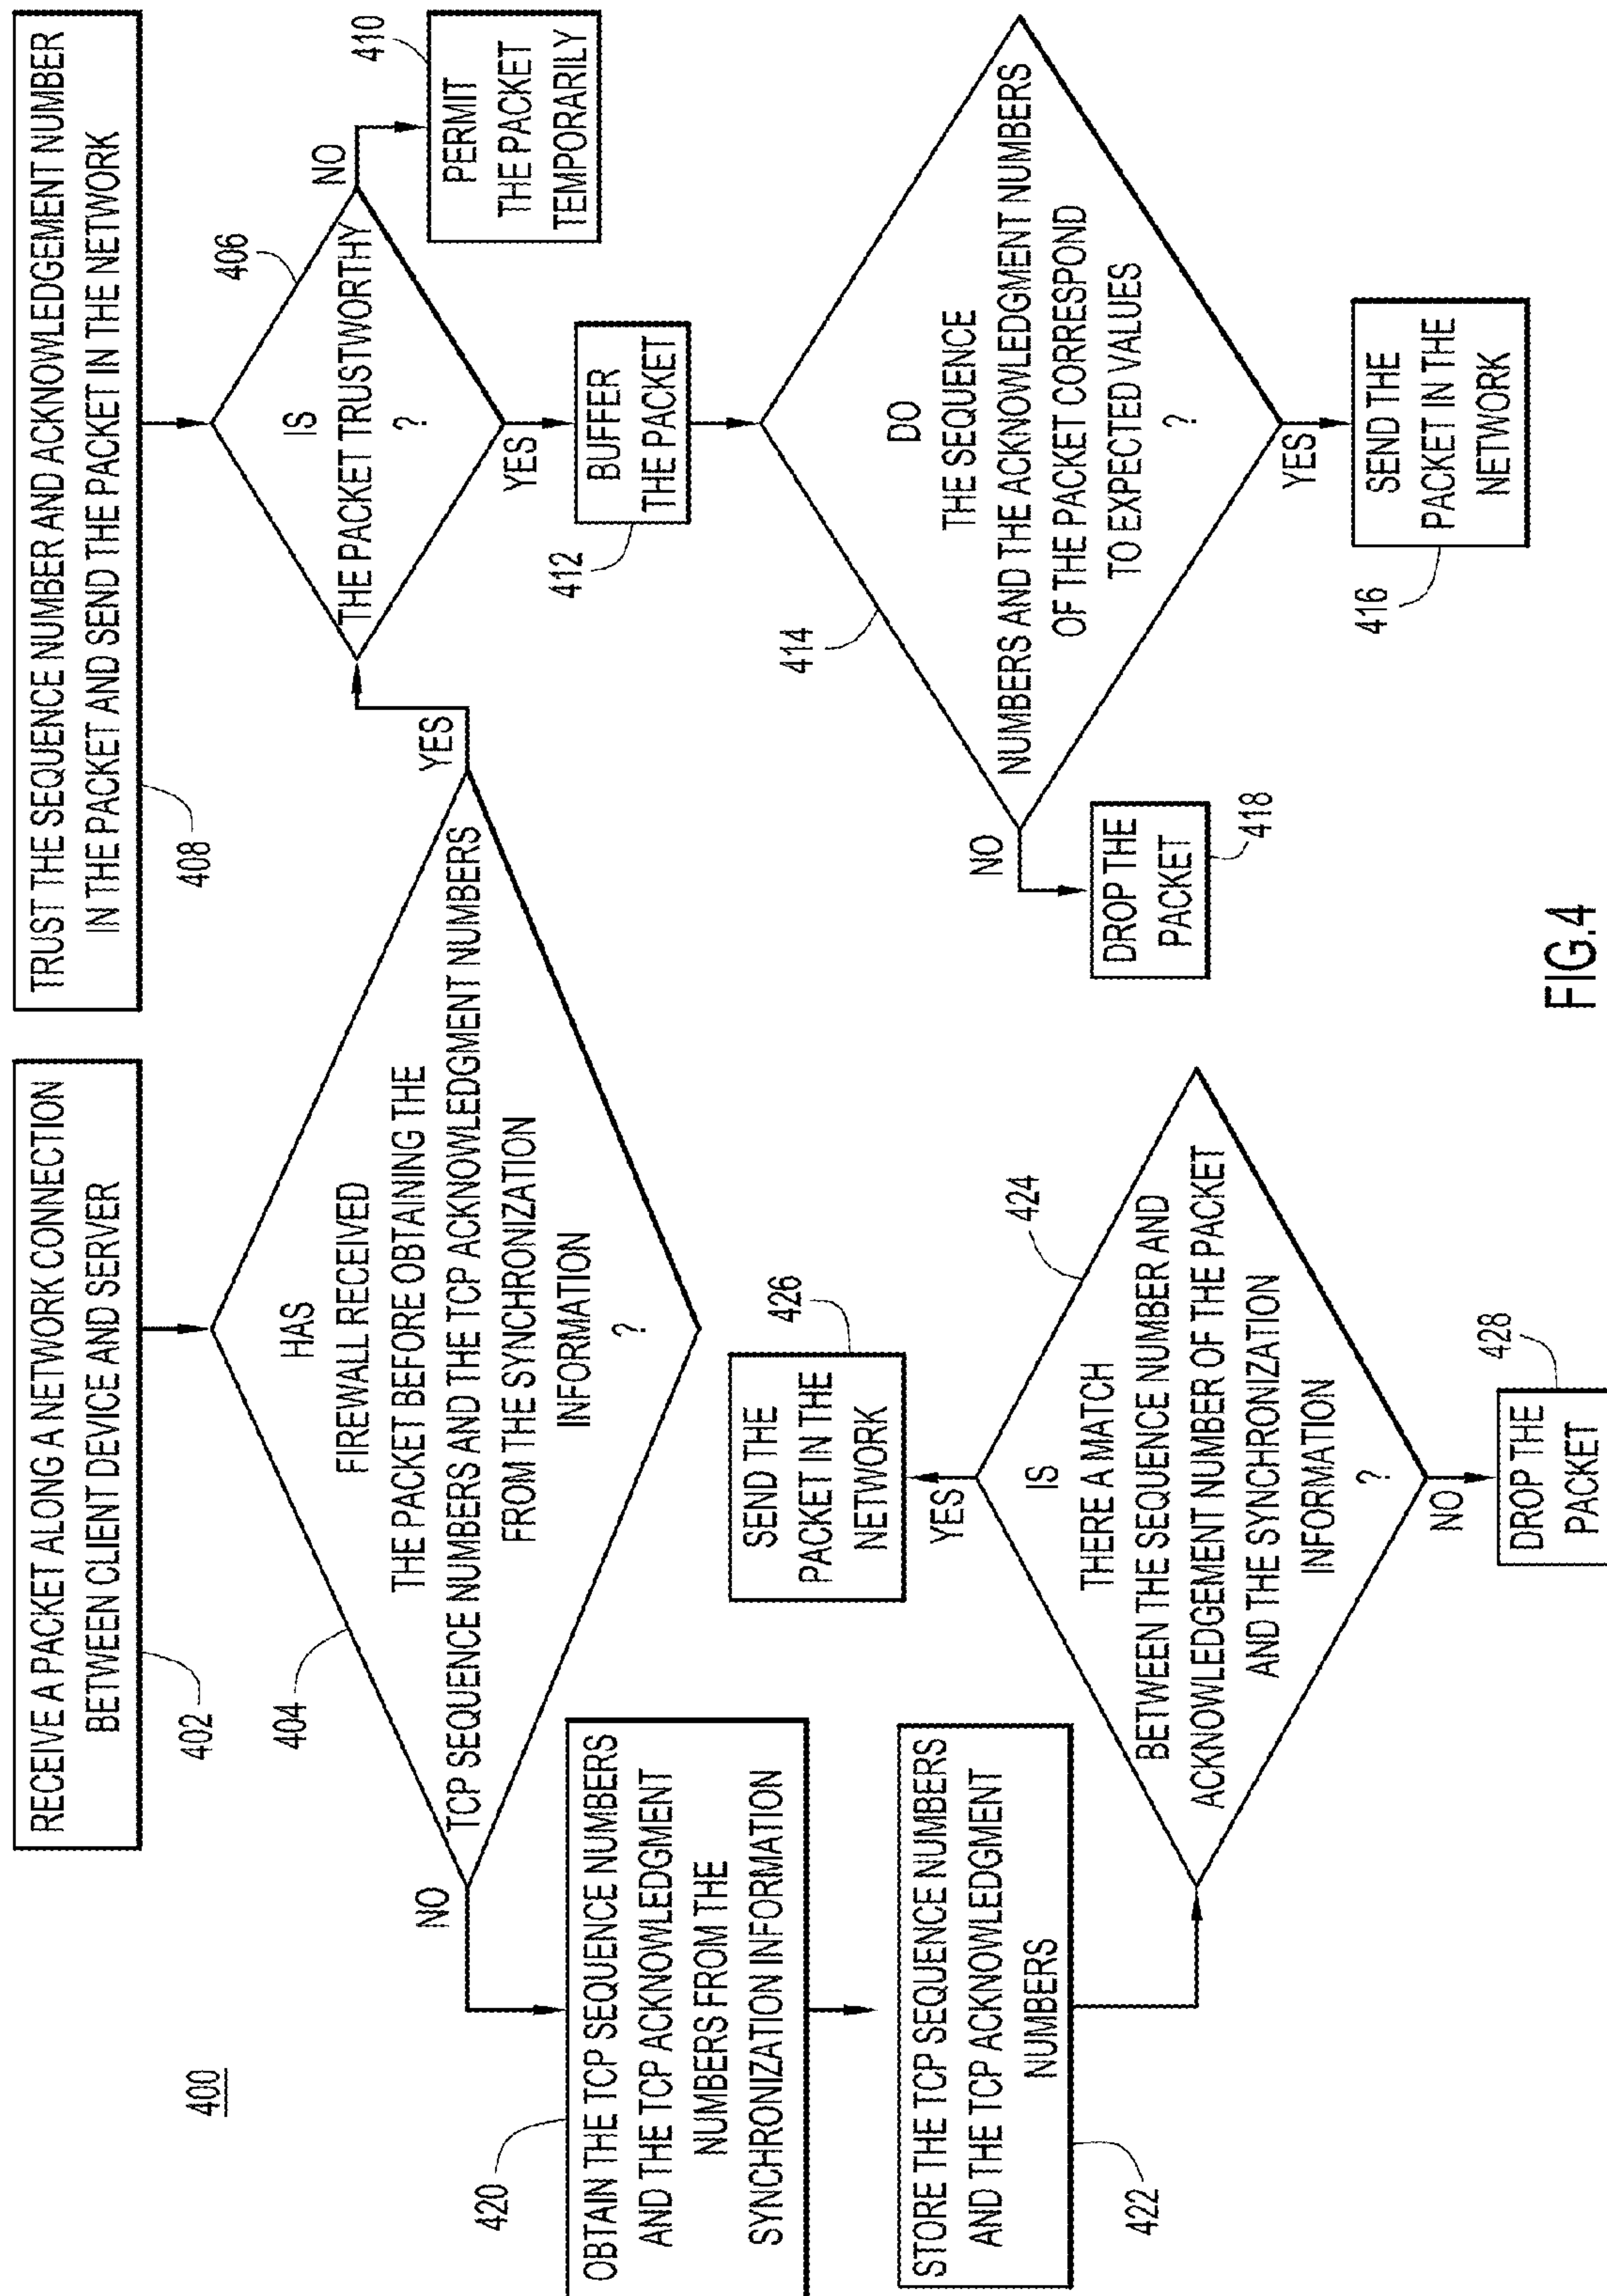 400
RECEIVE A PACKET ALONG A NETWORK CONNECTION
BETWEEN CLIENT DEVICE AND SERVER
402
HAS
FIREWALL RECEIVED
THE PACKET BEFORE OBTAINING THE
TCP SEQUENCE NUMBERS AND THE TCP ACKNOWLEDGMENT NUMBERS
FROM THE SYNCHRONIZATION
INFORMATION
?
404
YES
NO
TRUST THE SEQUENCE NUMBER AND ACKNOWLEDGEMENT NUMBER
IN THE PACKET AND SEND THE PACKET IN THE NETWORK
408
IS
THE PACKET TRUSTWORTHY
?
406
NO
PERMIT
THE PACKET
TEMPORARILY
410
YES
BUFFER
THE PACKET
412
DO
THE SEQUENCE
NUMBERS AND THE ACKNOWLEDGMENT NUMBERS
OF THE PACKET CORRESPOND
TO EXPECTED VALUES
?
414
NO
DROP THE
PACKET
418
YES
SEND THE
PACKET IN THE
NETWORK
416
OBTAIN THE TCP SEQUENCE NUMBERS
AND THE TCP ACKNOWLEDGMENT
NUMBERS FROM THE
SYNCHRONIZATION INFORMATION
420
STORE THE TCP SEQUENCE NUMBERS
AND THE TCP ACKNOWLEDGMENT
NUMBERS
422
IS
THERE A MATCH
BETWEEN THE SEQUENCE NUMBER AND
ACKNOWLEDGEMENT NUMBER OF THE PACKET
AND THE SYNCHRONIZATION
INFORMATION
?
424
YES
SEND THE
PACKET IN THE
NETWORK
426
NO
DROP THE
PACKET
428
FIG.4